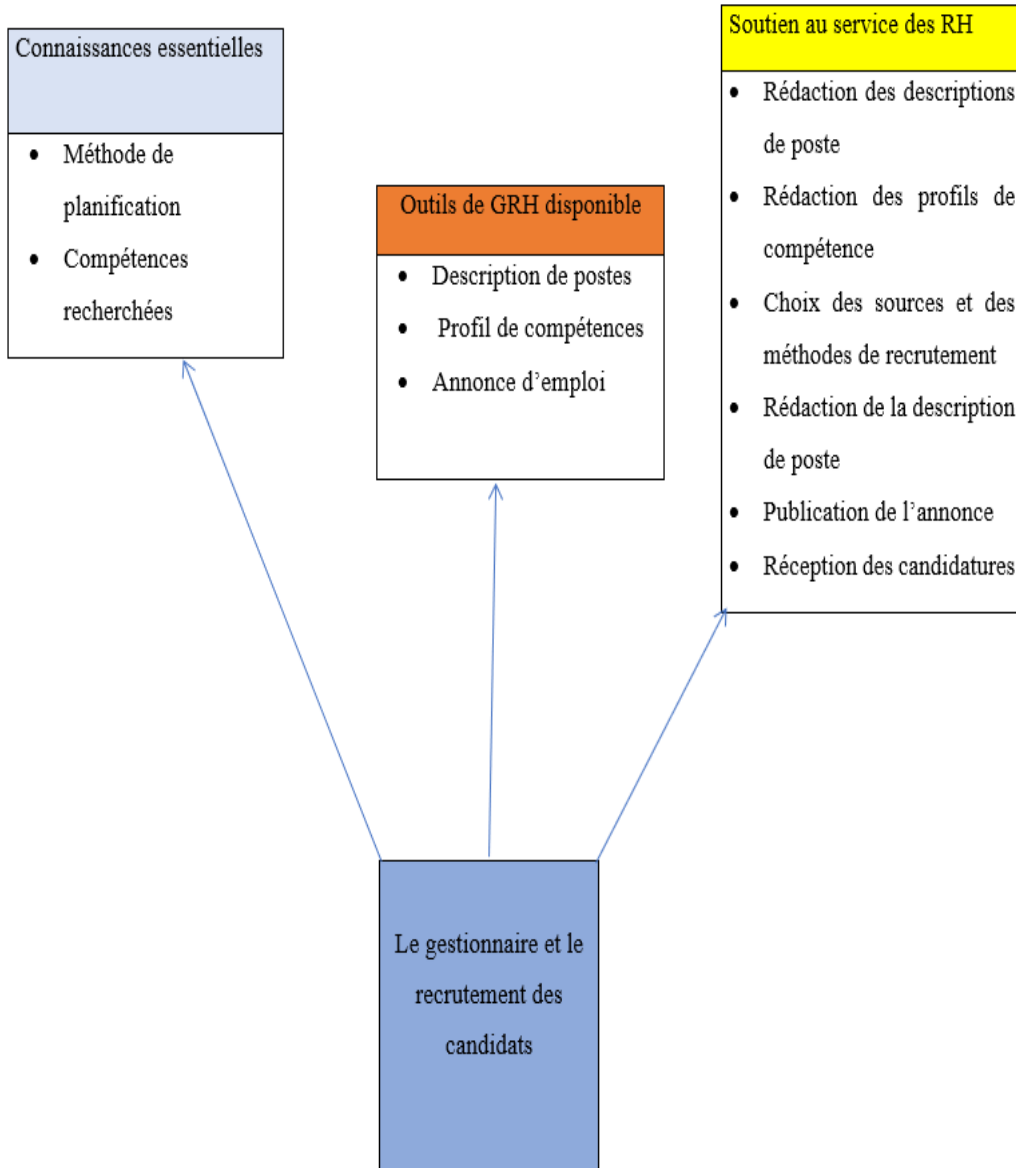 Connaissances essentielles
• Méthode de
planification
• Compétences
recherchées
Outils de GRH disponible
• Description de postes
• Profil de compétences
• Annonce d’emploi
Soutien au service des RH
• Rédaction des descriptions
de poste
• Rédaction des profils de
compétence
• Choix des sources et des
méthodes de recrutement
• Rédaction de la description
de poste
• Publication de l’annonce
• Réception des candidatures
Le gestionnaire et le
recrutement des
candidats